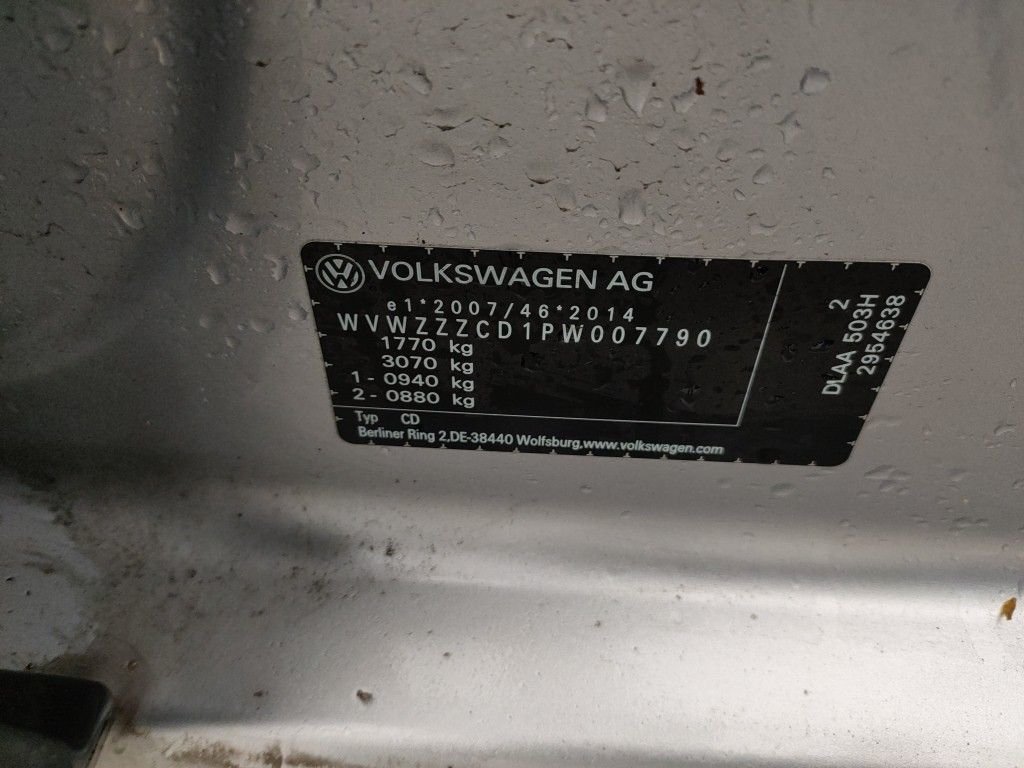 VOLKSWAGEN AG
e1*2007/46*2014
WVWZZZCD1PW007790
1770 kg
3070 kg
1- 0940 kg
2- 0880 kg
Typ CD
Berliner Ring 2,DE-38440 Wolfsburg,www.volkswagen.com
2
DLAA 503H
2954638